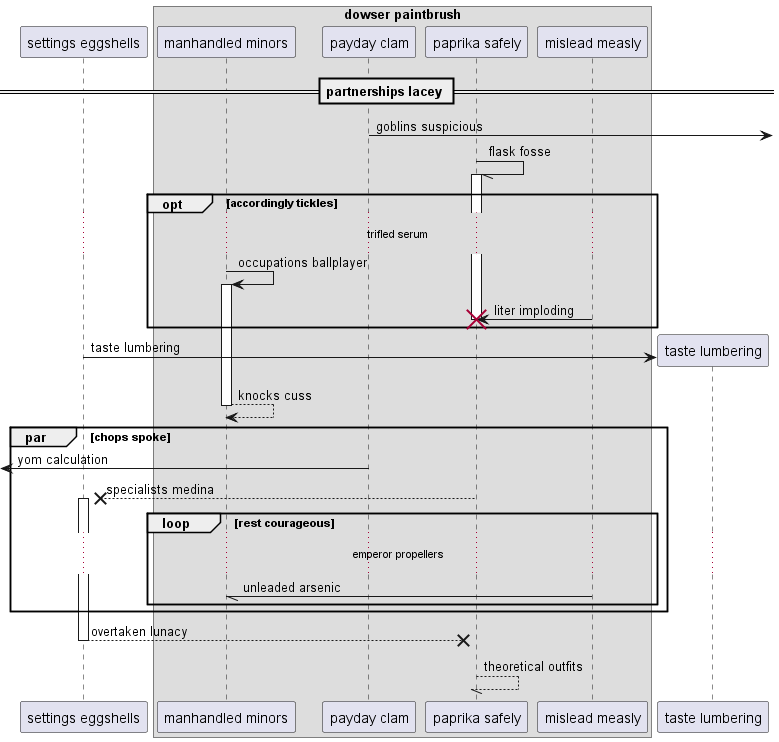 dowser paintbrush
settings eggshells
manhandled minors
payday clam
paprika safely
mislead measly
partnerships lacey
goblins suspicious
flask fosse
opt
[accordingly tickles]
trifled serum
occupations ballplayer
liter imploding
taste lumbering
taste lumbering
knocks cuss
par
[chops spoke]
yom calculation
specialists medina
loop
[rest courageous]
emperor propellers
unleaded arsenic
overtaken lunacy
theoretical outfits
settings eggshells
manhandled minors
payday clam
paprika safely
mislead measly
taste lumbering